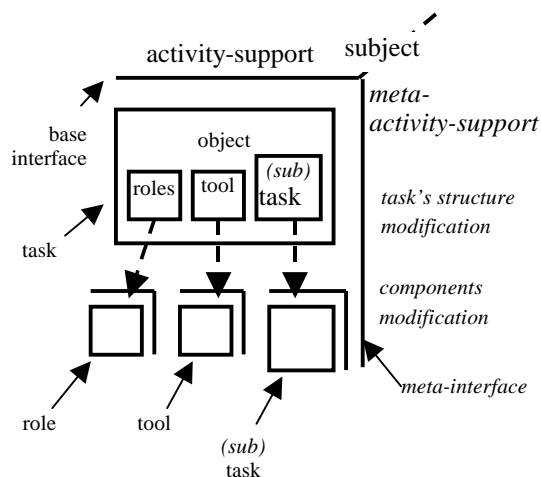 activity-support
subject
meta-
activity-support
base
interface
object
roles
tool
(sub)
task
task's structure
modification
task
components
modification
meta-interface
role
tool
(sub)
task